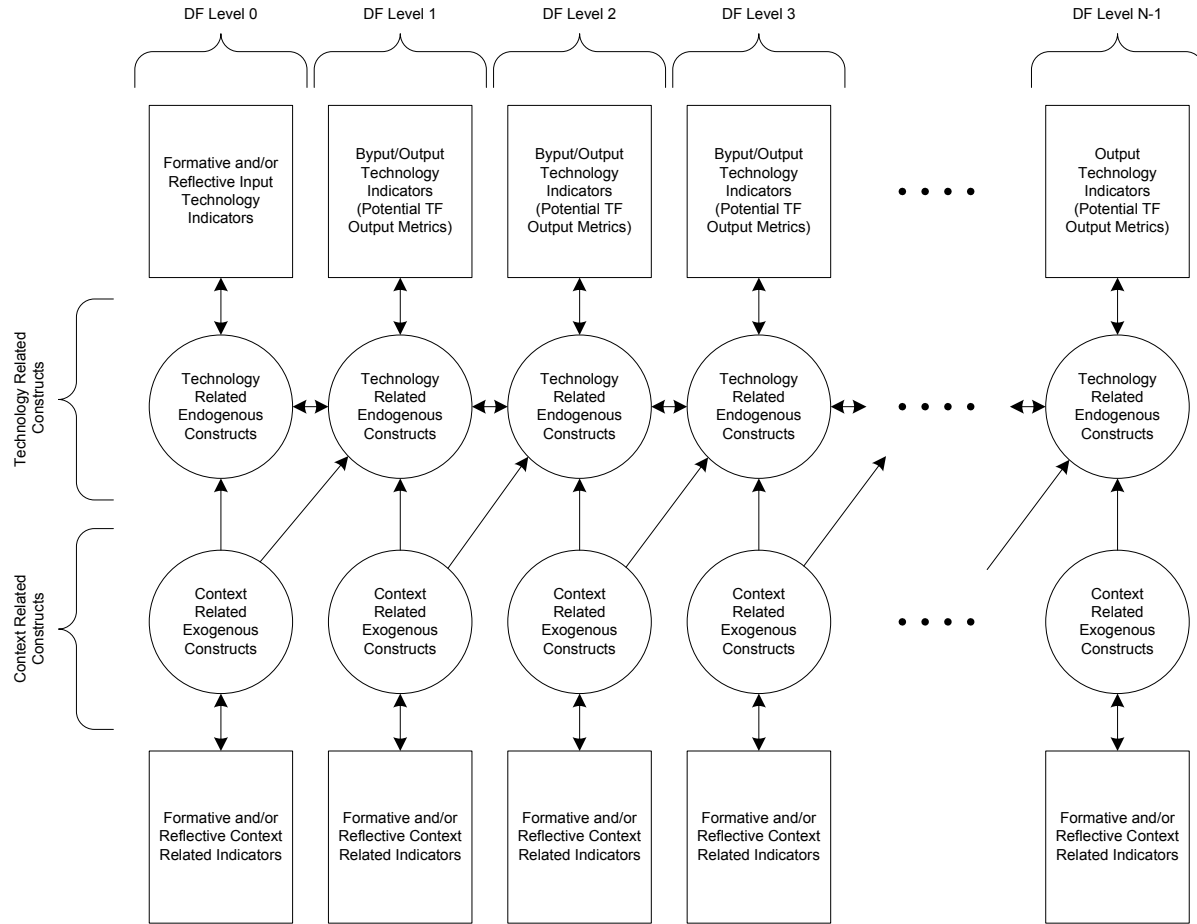 DF Level 0
DF Level 1
DF Level 2
DF Level 3
DF Level N-1
Formative and/or
Reflective Input
Technology
Indicators
Byput/Output
Technology
Indicators
(Potential TF
Output Metrics)
Byput/Output
Technology
Indicators
(Potential TF
Output Metrics)
Byput/Output
Technology
Indicators
(Potential TF
Output Metrics)
Output
Technology
Indicators
(Potential TF
Output Metrics)
Technology Related
Constructs
Technology
Related
Endogenous
Constructs
Technology
Related
Endogenous
Constructs
Technology
Related
Endogenous
Constructs
Technology
Related
Endogenous
Constructs
Technology
Related
Endogenous
Constructs
Context Related
Constructs
Context
Related
Exogenous
Constructs
Context
Related
Exogenous
Constructs
Context
Related
Exogenous
Constructs
Context
Related
Exogenous
Constructs
Context
Related
Exogenous
Constructs
Formative and/or
Reflective Context
Related Indicators
Formative and/or
Reflective Context
Related Indicators
Formative and/or
Reflective Context
Related Indicators
Formative and/or
Reflective Context
Related Indicators
Formative and/or
Reflective Context
Related Indicators